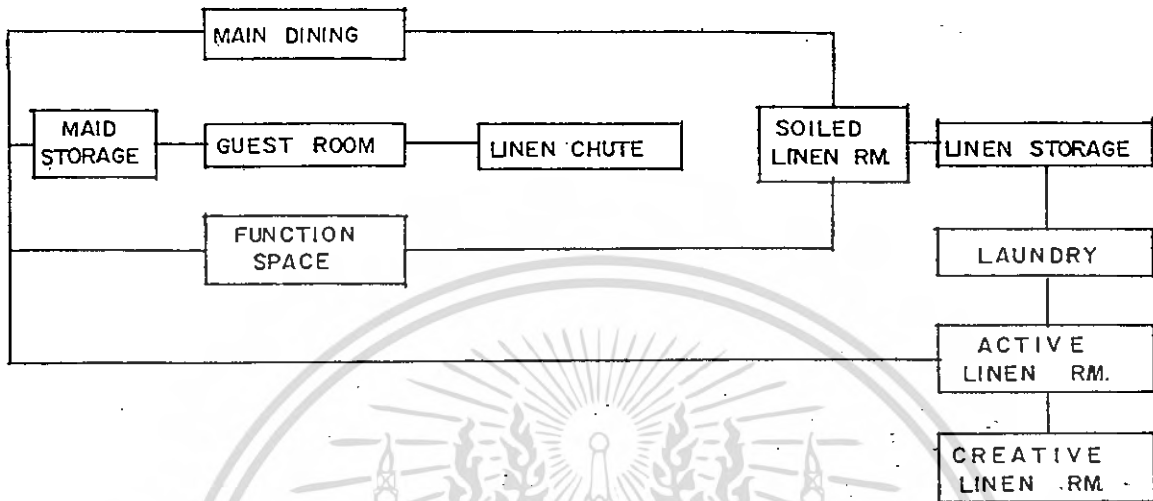 MAIN DINING
MAID
STORAGE
GUEST ROOM
LINEN CHUTE
SOILED
LINEN RM.
LINEN STORAGE
FUNCTION
SPACE
LAUNDRY
ACTIVE
LINEN RM.
CREATIVE
LINEN RM.